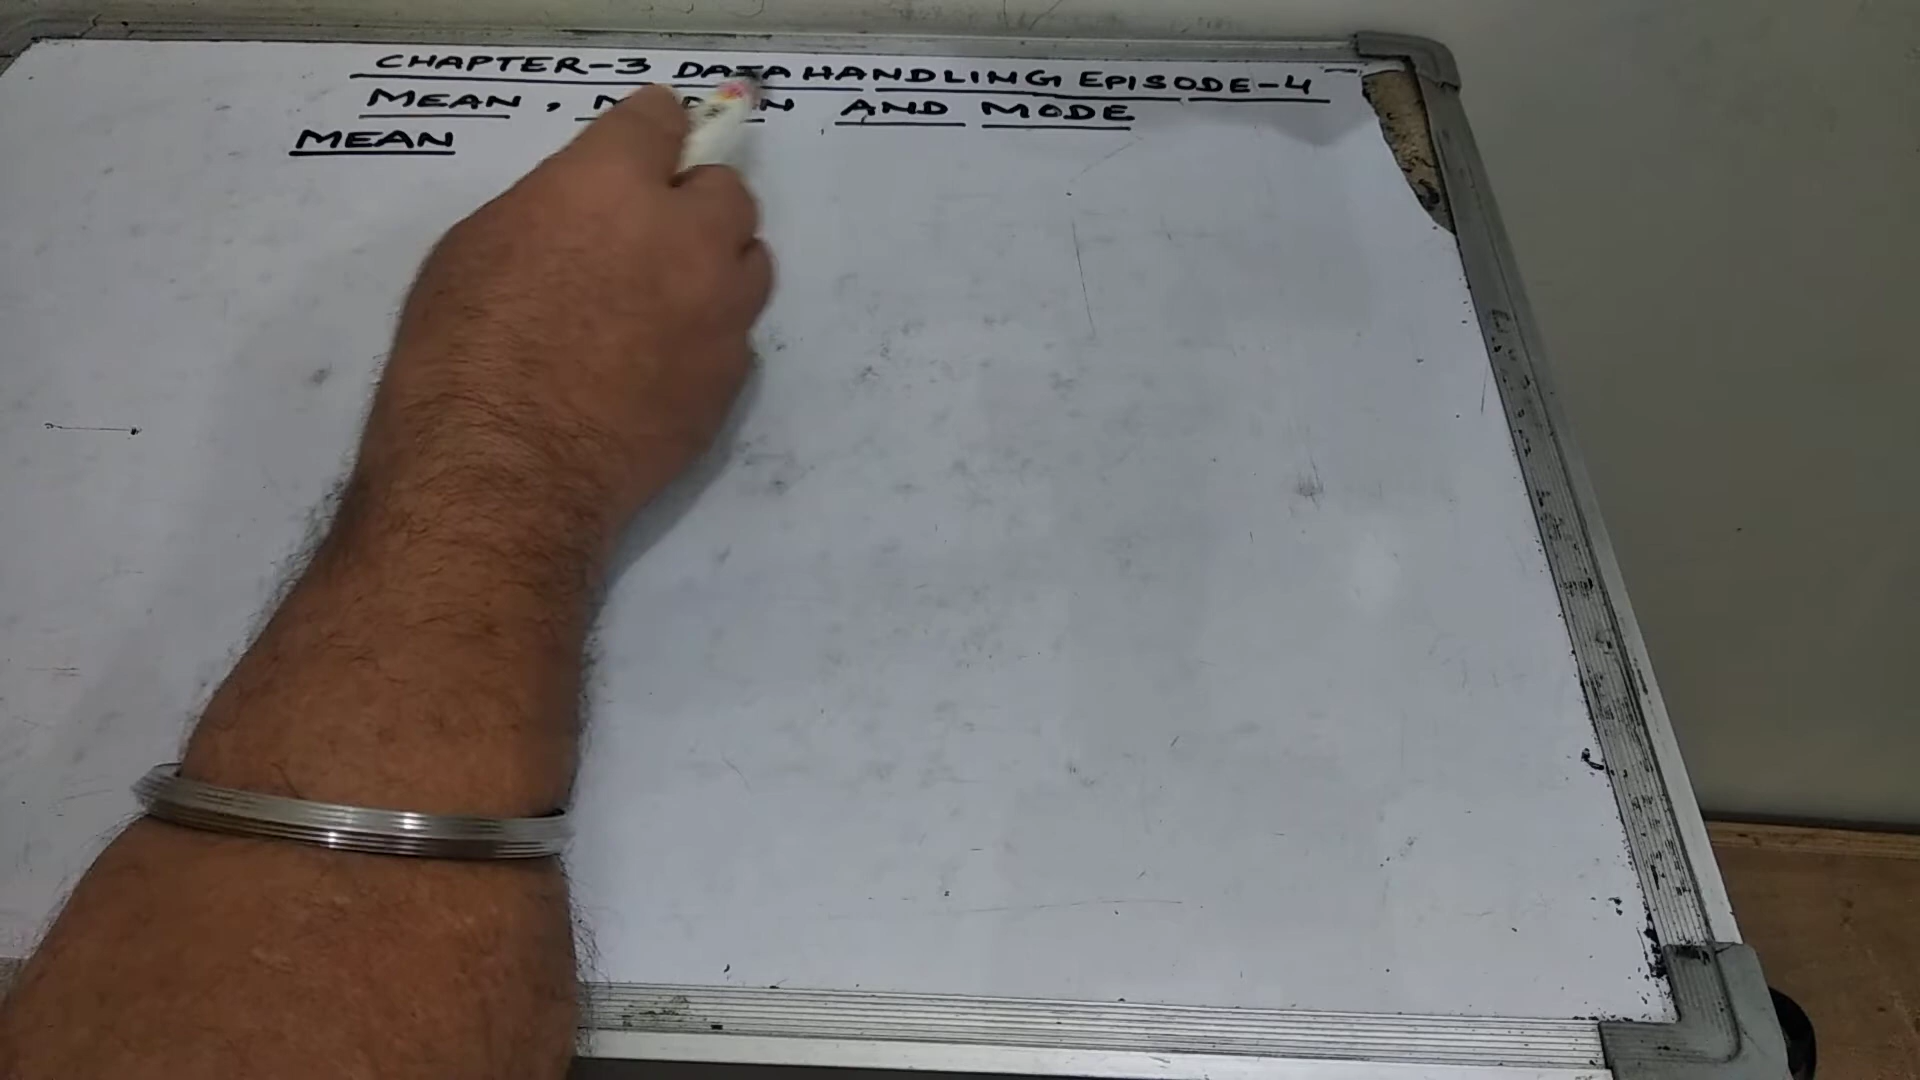 CHAPTER-3 DATA HANDLING EPISODE-4
MEAN, AND MODE
MEAN